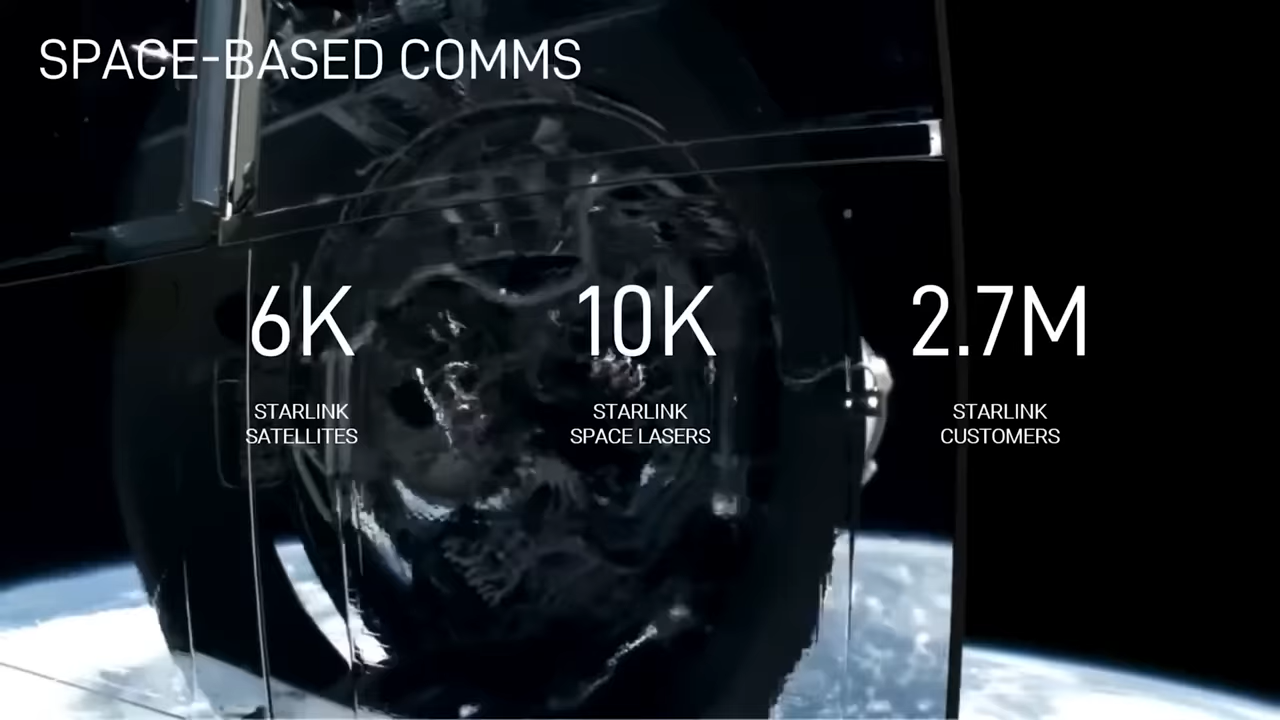 SPACE-BASED COMMS
6K
STARLINK
SATELLITES
10K
STARLINK
SPACE LASERS
2.7M
STARLINK
CUSTOMERS